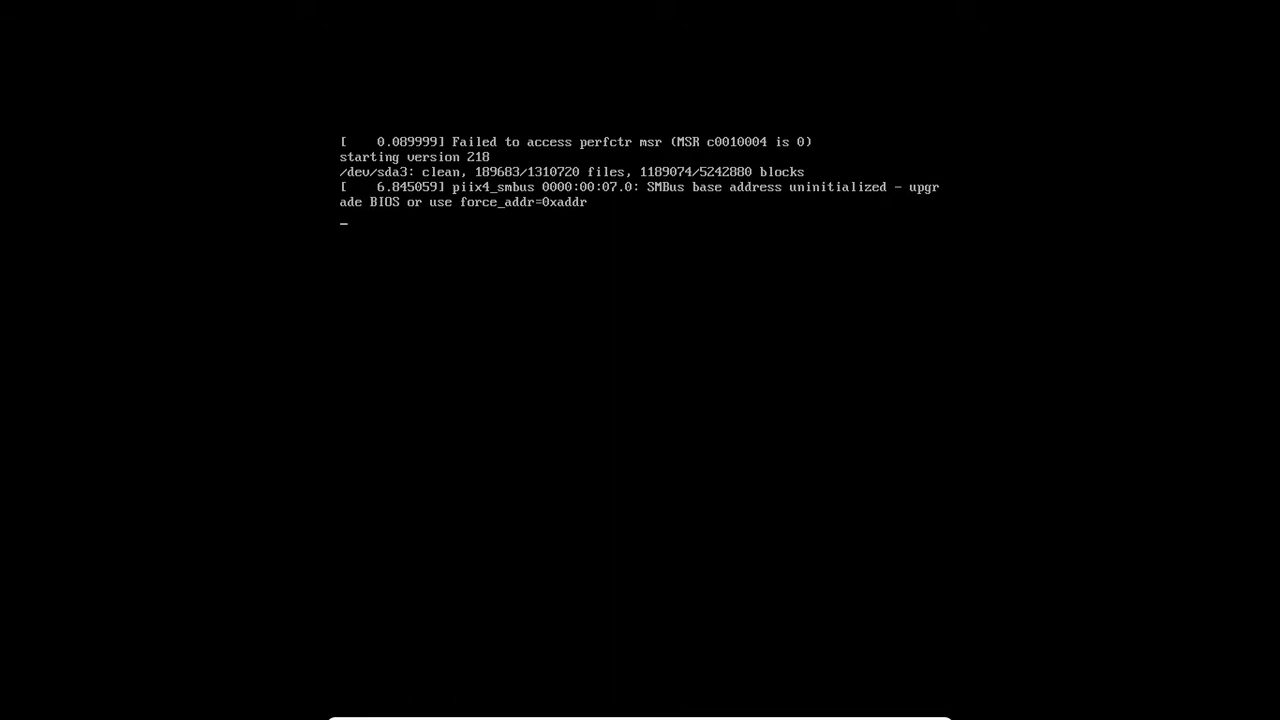 [    0.089999] Failed to access perfctr msr (MSR c0010004 is 0)
starting version 218
/dev/sda3: clean, 189683/1310720 files, 1189074/5242880 blocks
[    6.845059] piix4_smbus 0000:00:07.0: SMBus base address uninitialized - upgr
ade BIOS or use force_addr=0xaddr
_